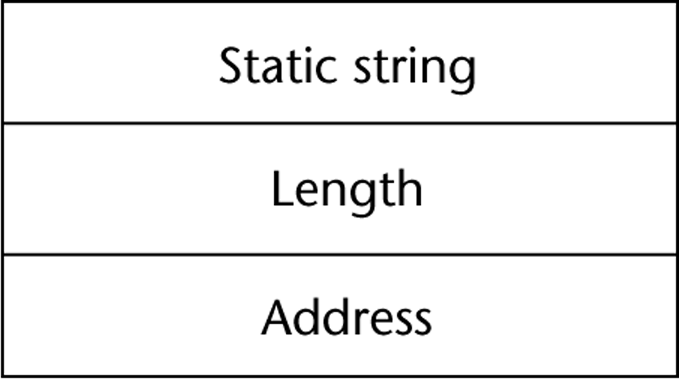 Static string
Length
Address